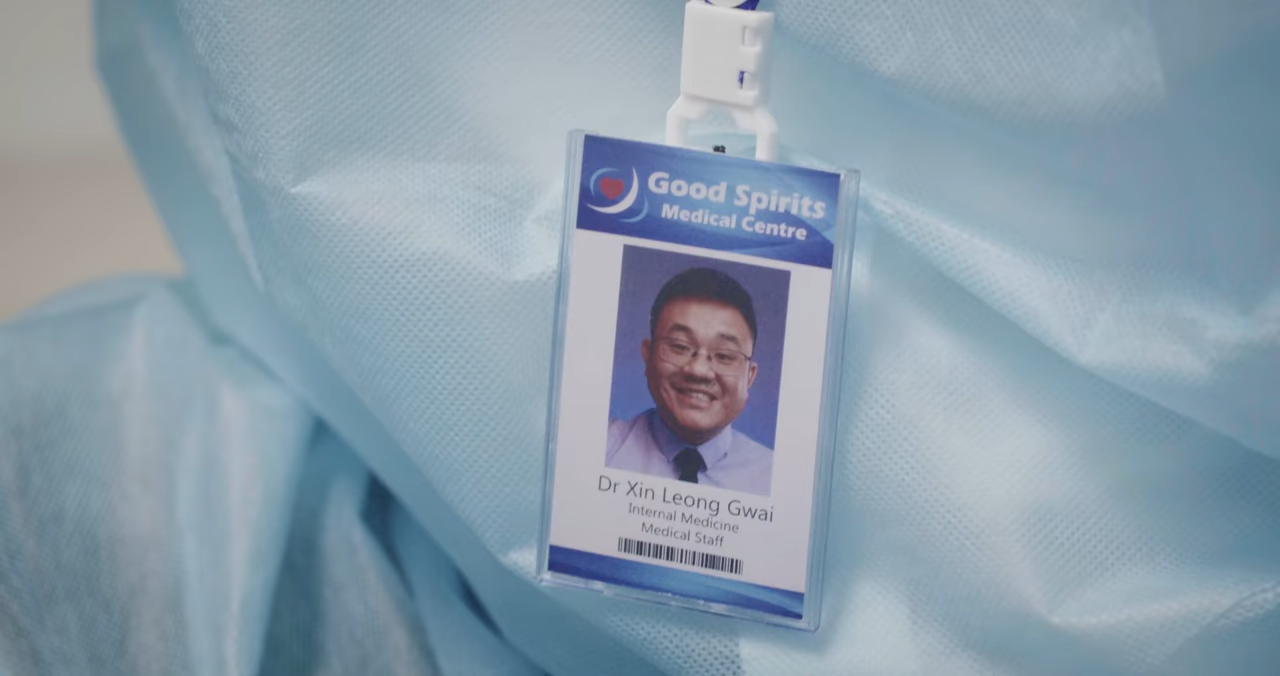 Good Spirits
Medical Centre
Dr Xin Leong Gwai
Internal Medicine
Medical Staff